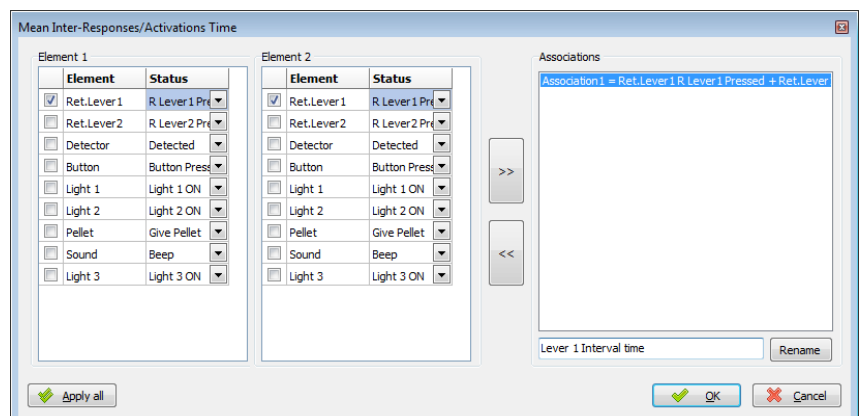 Mean Inter-Responses/Activations Time
Element 1
Element Status
Ret.Lever1 R Lever1 Pre
Ret.Lever2 R Lever2 Pre
Detector Detected
Button Button Press
Light 1 Light 1 ON
Light 2 Light 2 ON
Pellet Give Pellet
Sound Beep
Light 3 Light 3 ON
Element 2
Element Status
Ret.Lever1 R Lever1 Pre
Ret.Lever2 R Lever2 Pre
Detector Detected
Button Button Press
Light 1 Light 1 ON
Light 2 Light 2 ON
Pellet Give Pellet
Sound Beep
Light 3 Light 3 ON
>>
<<
Associations
Association1 = Ret.Lever1 R Lever1 Pressed + Ret.Lever
Lever 1 Interval time
Rename
Apply all
OK
Cancel